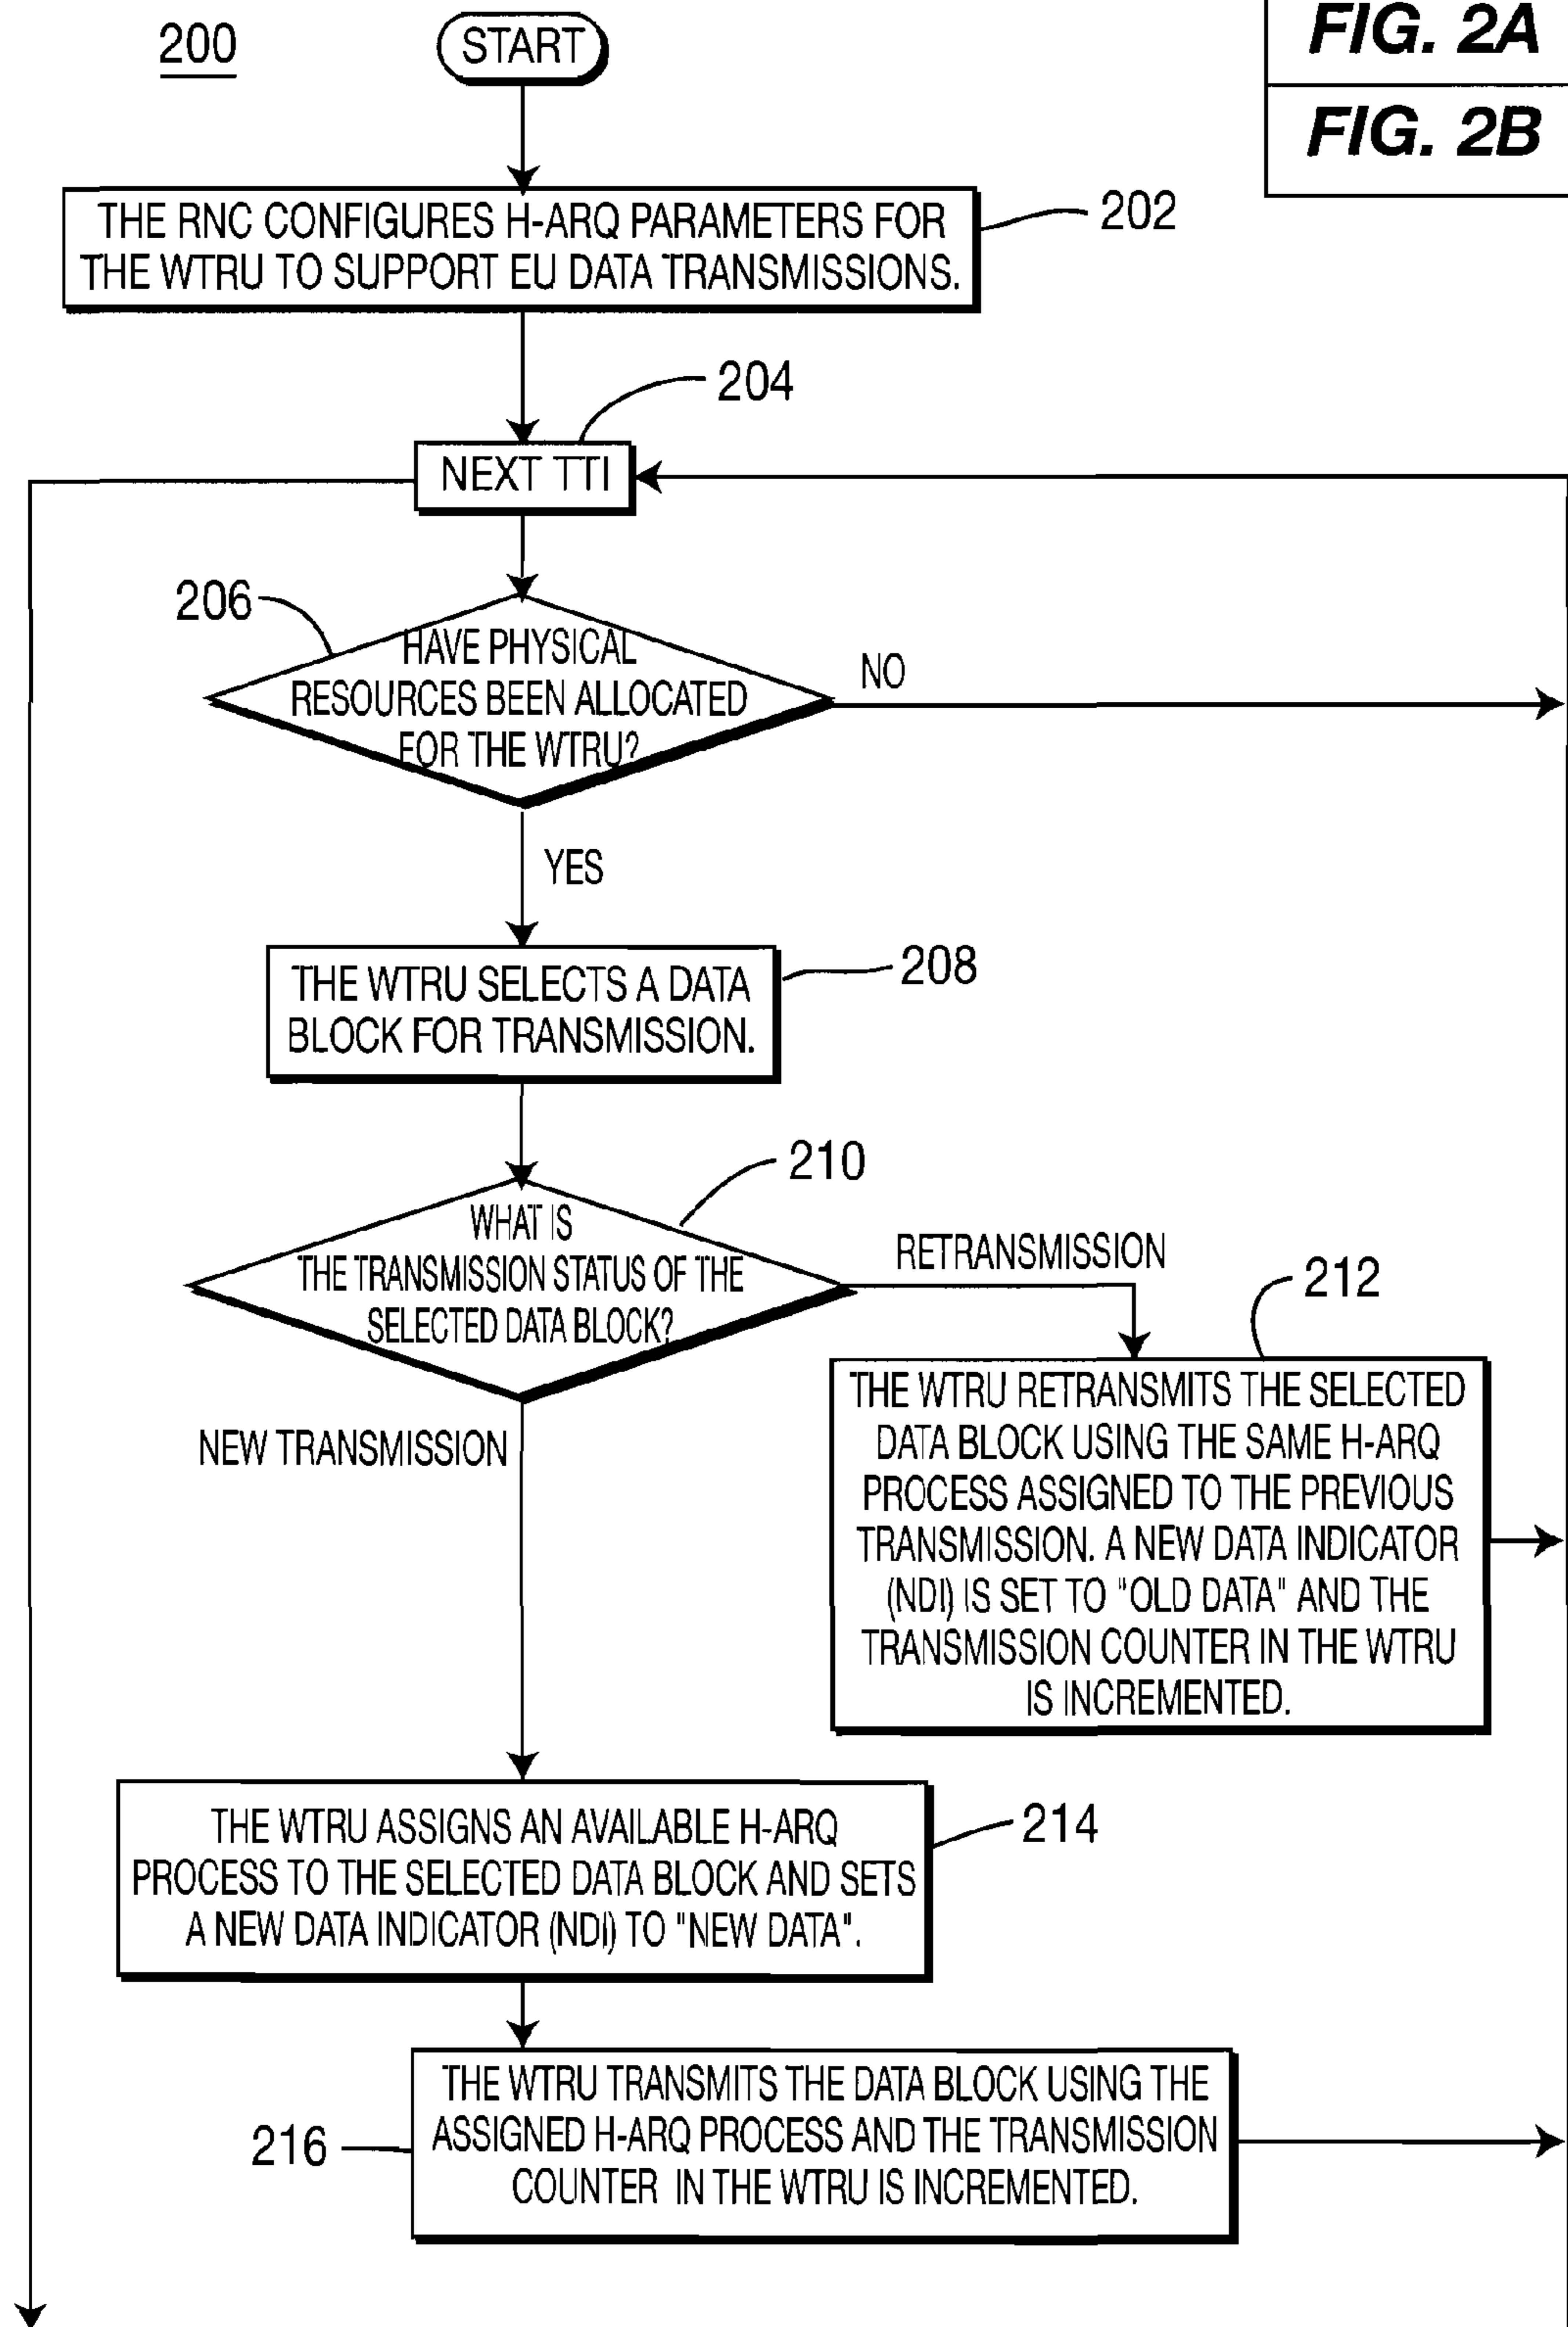 200
START
FIG. 2A
FIG. 2B
THE RNC CONFIGURES H-ARQ PARAMETERS FOR
THE WTRU TO SUPPORT EU DATA TRANSMISSIONS.
202
204
NEXT TTI
206
HAVE PHYSICAL
RESOURCES BEEN ALLOCATED
FOR THE WTRU?
NO
YES
THE WTRU SELECTS A DATA
BLOCK FOR TRANSMISSION.
208
210
WHAT IS
THE TRANSMISSION STATUS OF THE
SELECTED DATA BLOCK?
RETRANSMISSION
212
NEW TRANSMISSION
THE WTRU RETRANSMITS THE SELECTED
DATA BLOCK USING THE SAME H-ARQ
PROCESS ASSIGNED TO THE PREVIOUS
TRANSMISSION. A NEW DATA INDICATOR
(NDI) IS SET TO "OLD DATA" AND THE
TRANSMISSION COUNTER IN THE WTRU
IS INCREMENTED.
THE WTRU ASSIGNS AN AVAILABLE H-ARQ
PROCESS TO THE SELECTED DATA BLOCK AND SETS
A NEW DATA INDICATOR (NDI) TO "NEW DATA".
214
THE WTRU TRANSMITS THE DATA BLOCK USING THE
ASSIGNED H-ARQ PROCESS AND THE TRANSMISSION
COUNTER IN THE WTRU IS INCREMENTED.
216